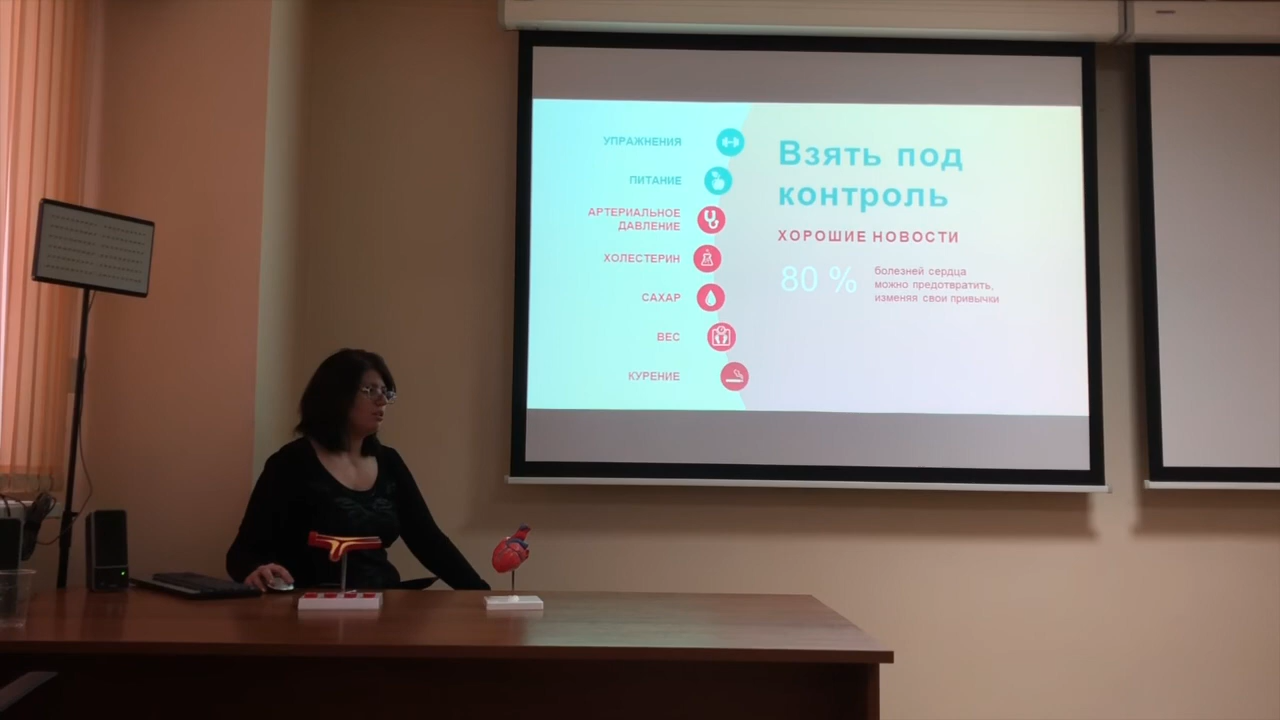 УПРАЖНЕНИЯ
ПИТАНИЕ
АРТЕРИАЛЬНОЕ
ДАВЛЕНИЕ
ХОЛЕСТЕРИН
САХАР
ВЕС
КУРЕНИЕ
Взять под
контроль
ХОРОШИЕ НОВОСТИ
80 %
болезней сердца
можно предотвратить,
изменяя свои привычки